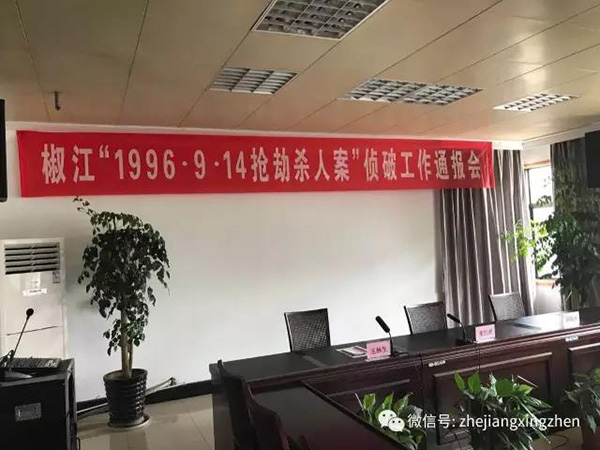 椒江“1996·9·14抢劫杀人案”侦破工作通报会
微信号: zhejiangxingzhen